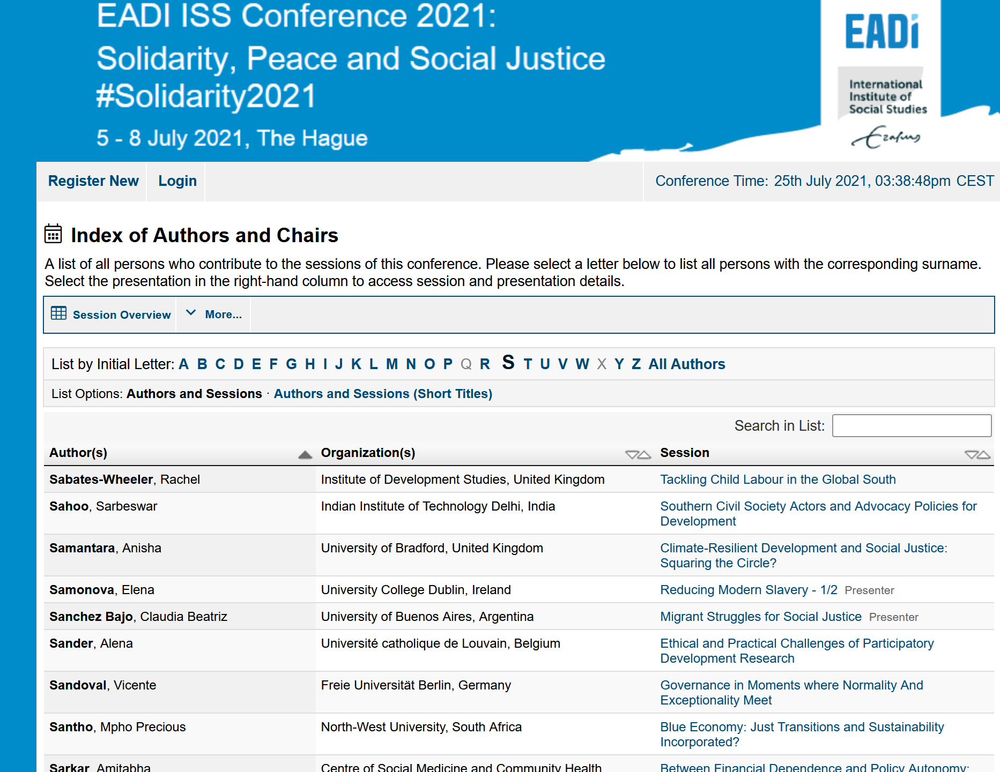 EADI ISS Conference 2021:
Solidarity, Peace and Social Justice
#Solidarity2021
5 - 8 July 2021, The Hague
EADi
International
Institute of
Social Studies
Erasmus
Register New Login Conference Time: 25th July 2021, 03:38:48pm CEST
Index of Authors and Chairs
A list of all persons who contribute to the sessions of this conference. Please select a letter below to list all persons with the corresponding surname.
Select the presentation in the right-hand column to access session and presentation details.
Session Overview More...
List by Initial Letter: A B C D E F G H I J K L M N O P Q R S T U V W X Y Z All Authors
List Options: Authors and Sessions · Authors and Sessions (Short Titles)
Search in List:
Author(s) Organization(s) Session
Sabates-Wheeler, Rachel Institute of Development Studies, United Kingdom Tackling Child Labour in the Global South
Sahoo, Sarbeswar Indian Institute of Technology Delhi, India Southern Civil Society Actors and Advocacy Policies for
Development
Samantara, Anisha University of Bradford, United Kingdom Climate-Resilient Development and Social Justice:
Squaring the Circle?
Samonova, Elena University College Dublin, Ireland Reducing Modern Slavery - 1/2 Presenter
Sanchez Bajo, Claudia Beatriz University of Buenos Aires, Argentina Migrant Struggles for Social Justice Presenter
Sander, Alena Université catholique de Louvain, Belgium Ethical and Practical Challenges of Participatory
Development Research
Sandoval, Vicente Freie Universität Berlin, Germany Governance in Moments where Normality And
Exceptionality Meet
Santho, Mpho Precious North-West University, South Africa Blue Economy: Just Transitions and Sustainability
Incorporated?
Sarkar, Amitabha Centre of Social Medicine and Community Health Between Financial Dependence and Policy Autonomy: